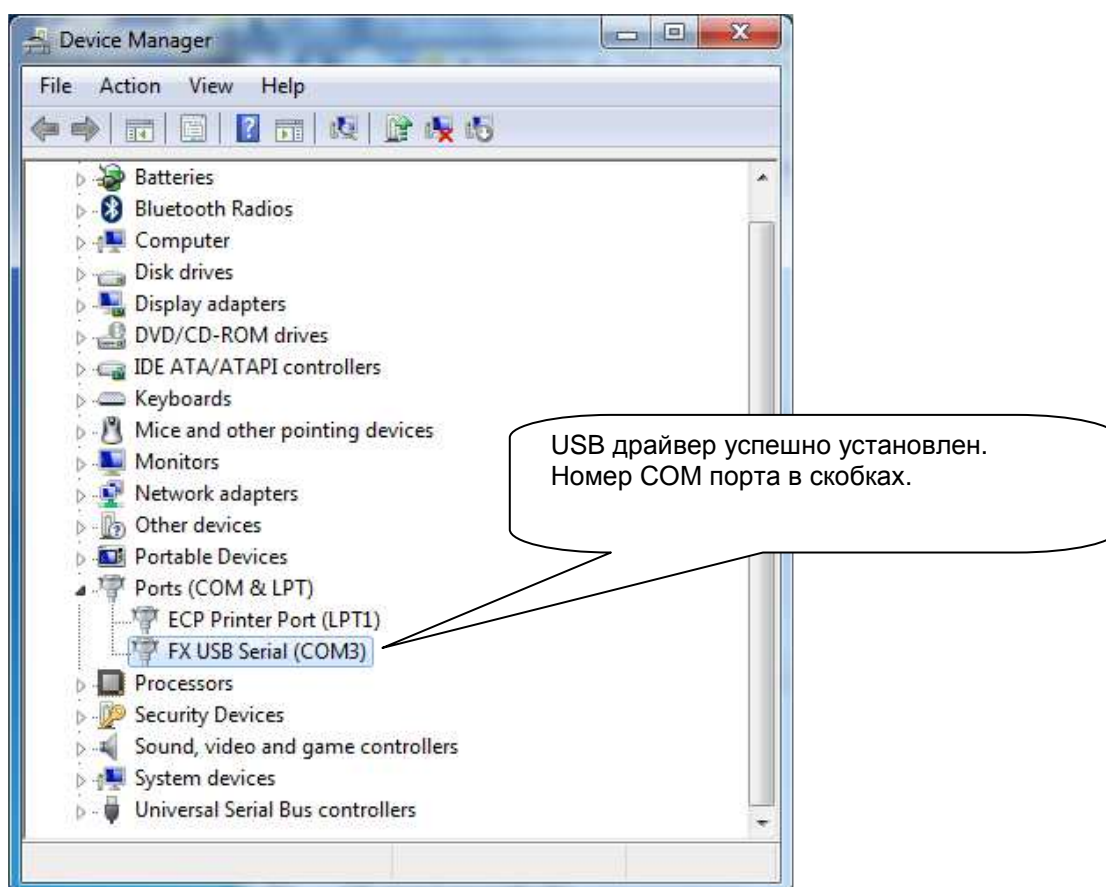 Device Manager
File Action View Help
Batteries
Bluetooth Radios
Computer
Disk drives
Display adapters
DVD/CD-ROM drives
IDE ATA/ATAPI controllers
Keyboards
Mice and other pointing devices
Monitors
Network adapters
Other devices
Portable Devices
Ports (COM & LPT)
ECP Printer Port (LPT1)
FX USB Serial (COM3)
Processors
Security Devices
Sound, video and game controllers
System devices
Universal Serial Bus controllers
USB драйвер успешно установлен.
Номер COM порта в скобках.